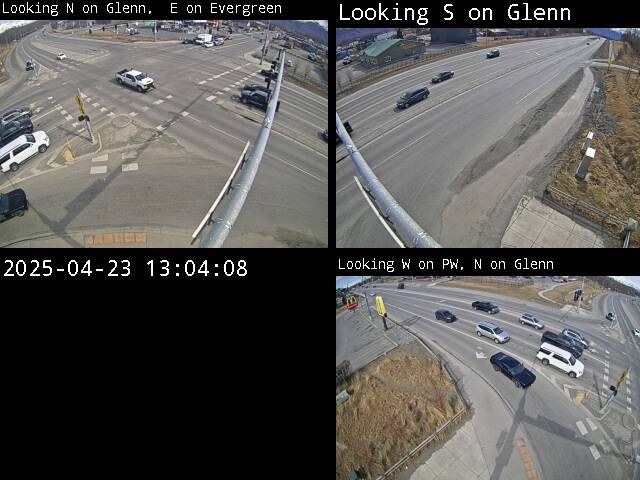 Looking N on Glenn,  E on Evergreen
Looking S on Glenn
2025-04-23 13:04:08
Looking W on PW, N on Glenn